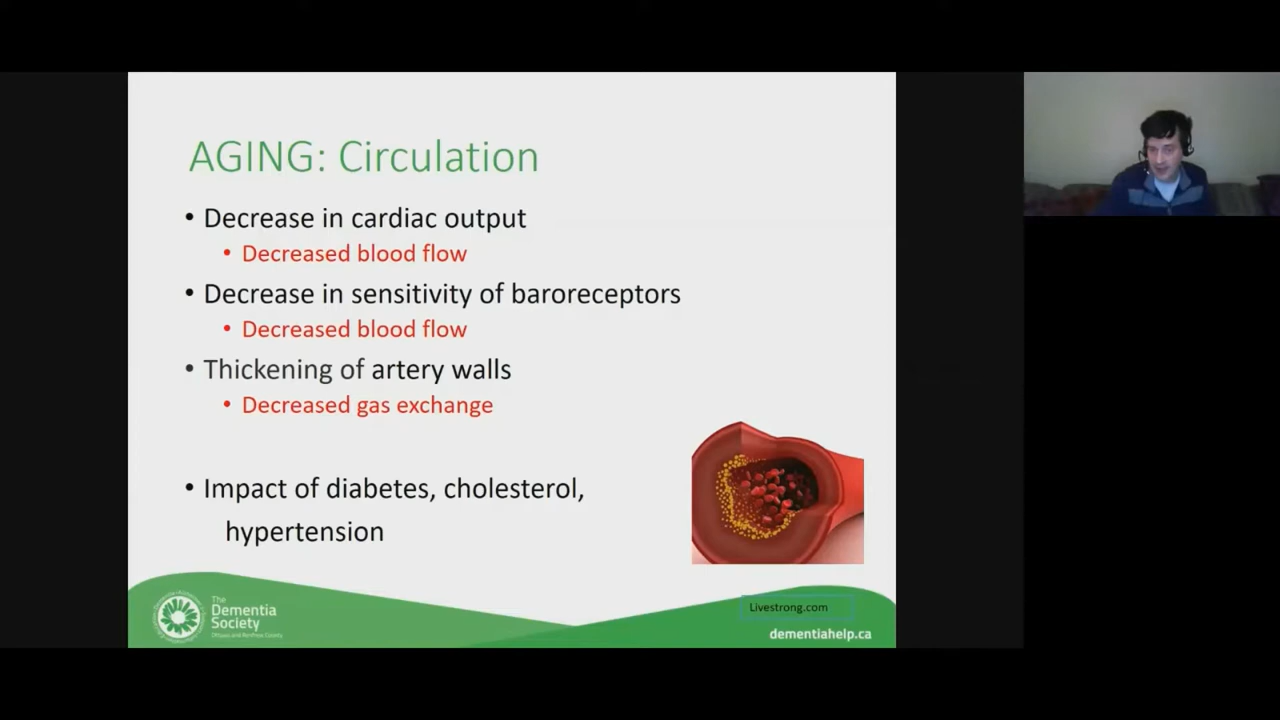 AGING: Circulation
• Decrease in cardiac output
• Decreased blood flow
• Decrease in sensitivity of baroreceptors
• Decreased blood flow
• Thickening of artery walls
• Decreased gas exchange
• Impact of diabetes, cholesterol,
hypertension
The
Dementia
Society
Ottawa and Renfrew County
Livestrong.com
dementiahelp.ca